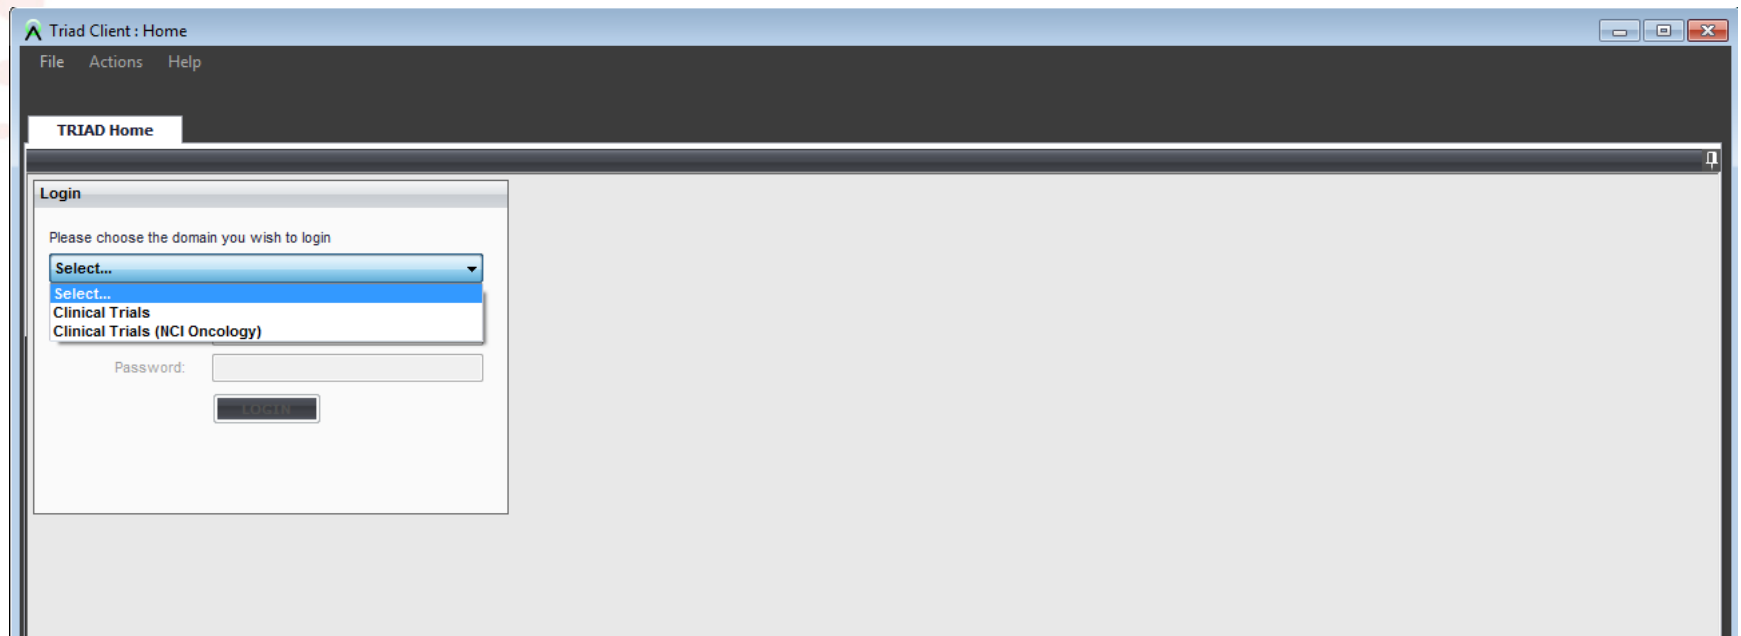 Triad Client : Home
File Actions Help
TRIAD Home
Login
Please choose the domain you wish to login
Select...
Select...
Clinical Trials
Clinical Trials (NCI Oncology)
Password:
LOGIN